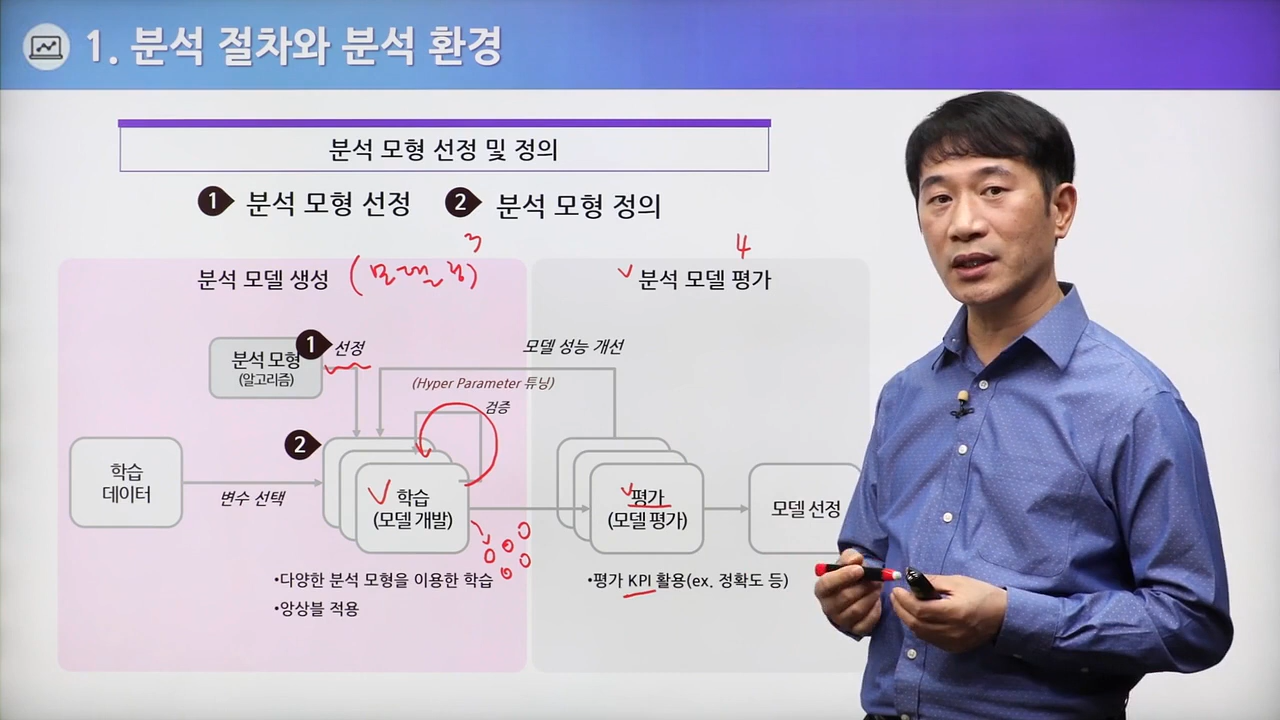 1. 분석 절차와 분석 환경
분석 모형 선정 및 정의
1 분석 모형 선정 2 분석 모형 정의
3
4
분석 모델 생성 (모델링)
분석 모델 평가
1
선정
분석 모형
(알고리즘)
모델 성능 개선
(Hyper Parameter 튜닝)
검증
2
학습
데이터
변수 선택
학습
(모델 개발)
평가
(모델 평가)
모델 선정
•다양한 분석 모형을 이용한 학습
•앙상블 적용
•평가 KPI 활용(ex. 정확도 등)